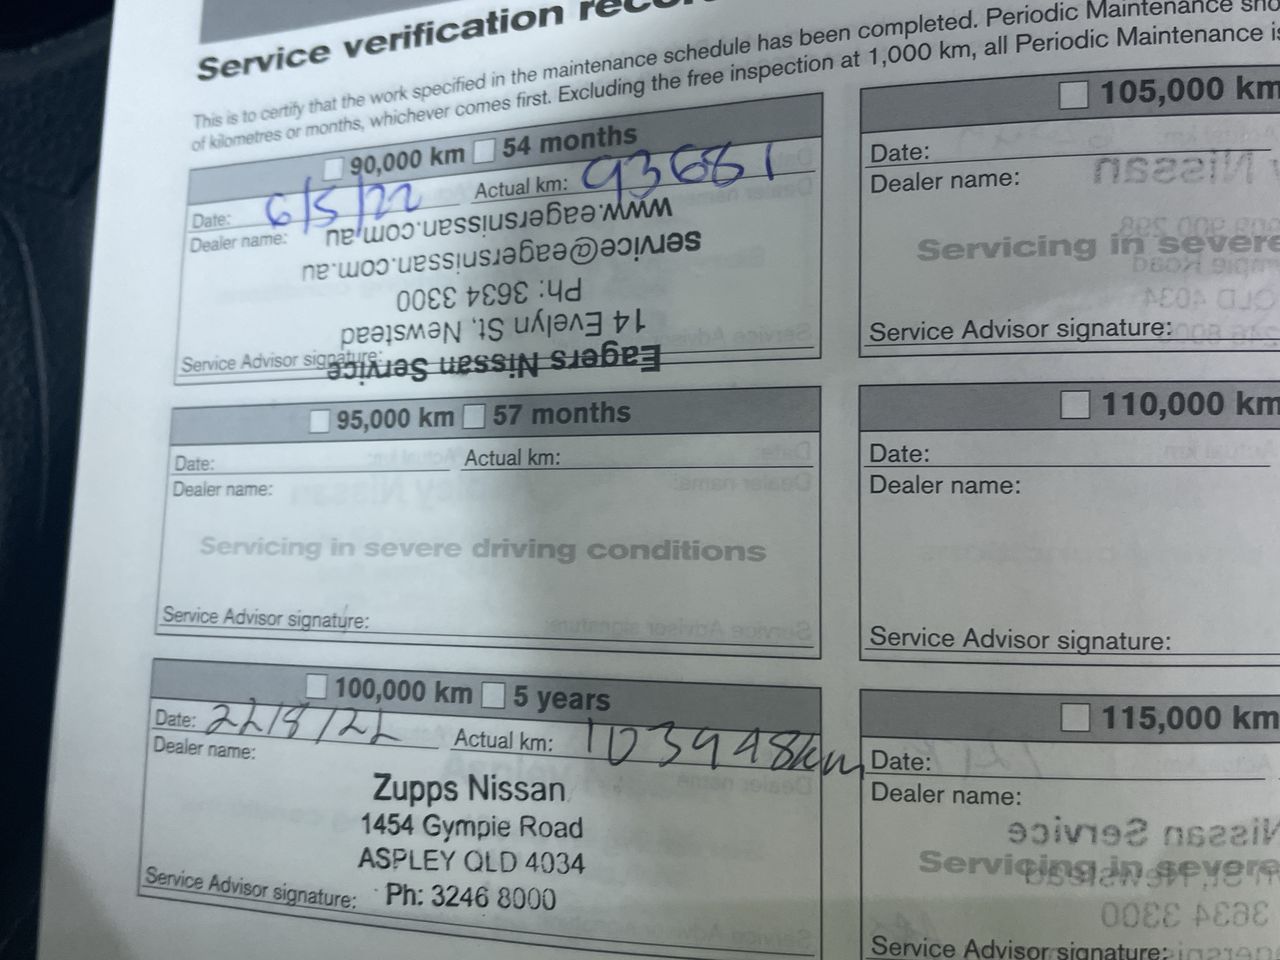 Service verification record
This is to certify that the work specified in the maintenance schedule has been completed. Periodic Maintenance
of kilometres or months, whichever comes first. Excluding the free inspection at 1,000 km, all Periodic Maintenance is
90,000 km 54 months
Date: 6/5/22 Actual km: 93681
Dealer name:
Eagers Nissan Service
14 Evelyn St, Newstead
Ph: 3634 3300
service@eagersnissan.com.au
www.eagersnissan.com.au
Service Advisor signature:
95,000 km 57 months
Date: Actual km:
Dealer name:
Servicing in severe driving conditions
Service Advisor signature:
100,000 km 5 years
Date: 22/8/22 Actual km: 103948km
Dealer name:
Zupps Nissan
1454 Gympie Road
ASPLEY QLD 4034
Ph: 3246 8000
Service Advisor signature:
105,000 km
Date:
Dealer name:
Servicing in severe
Service Advisor signature:
110,000 km
Date:
Dealer name:
Service Advisor signature:
115,000 km
Date:
Dealer name:
Servicing in severe
Service Advisor signature: